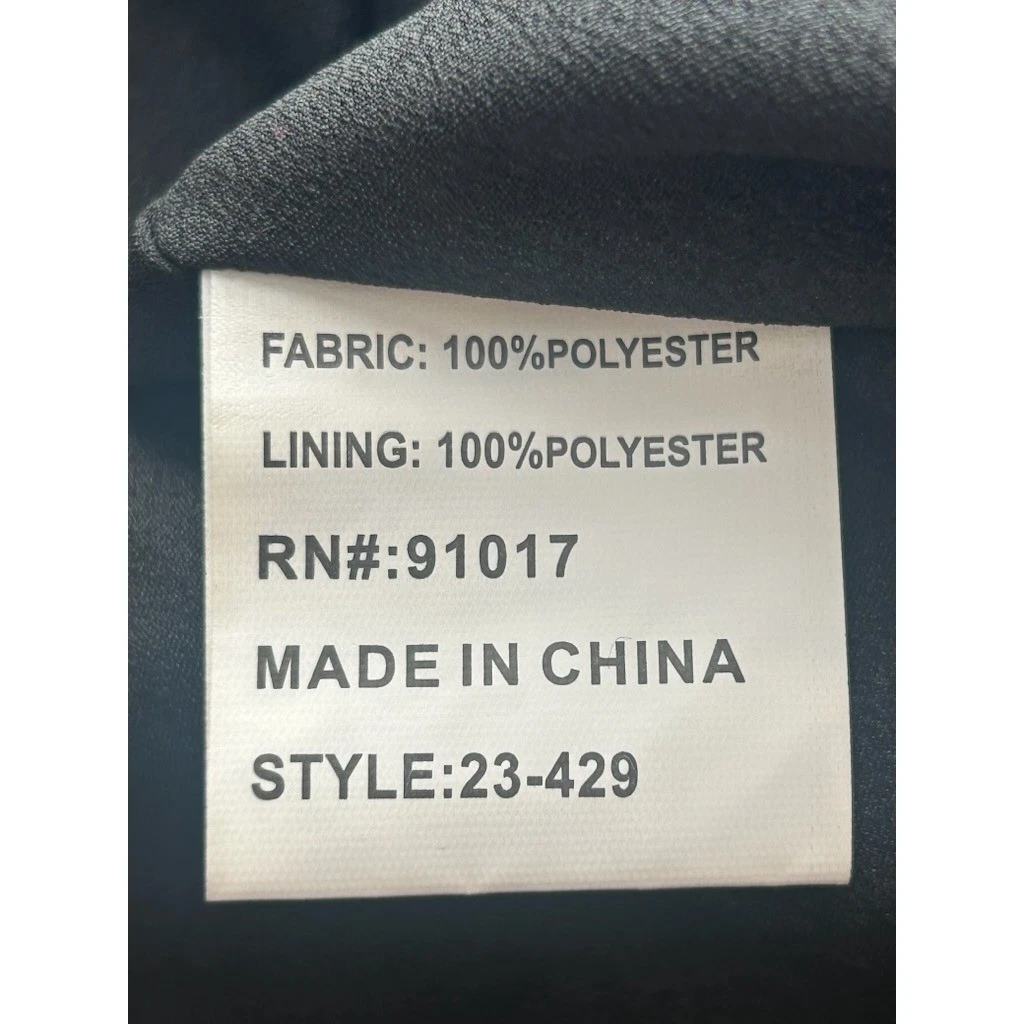 FABRIC: 100%POLYESTER
LINING: 100%POLYESTER
RN#:91017
MADE IN CHINA
STYLE:23-429